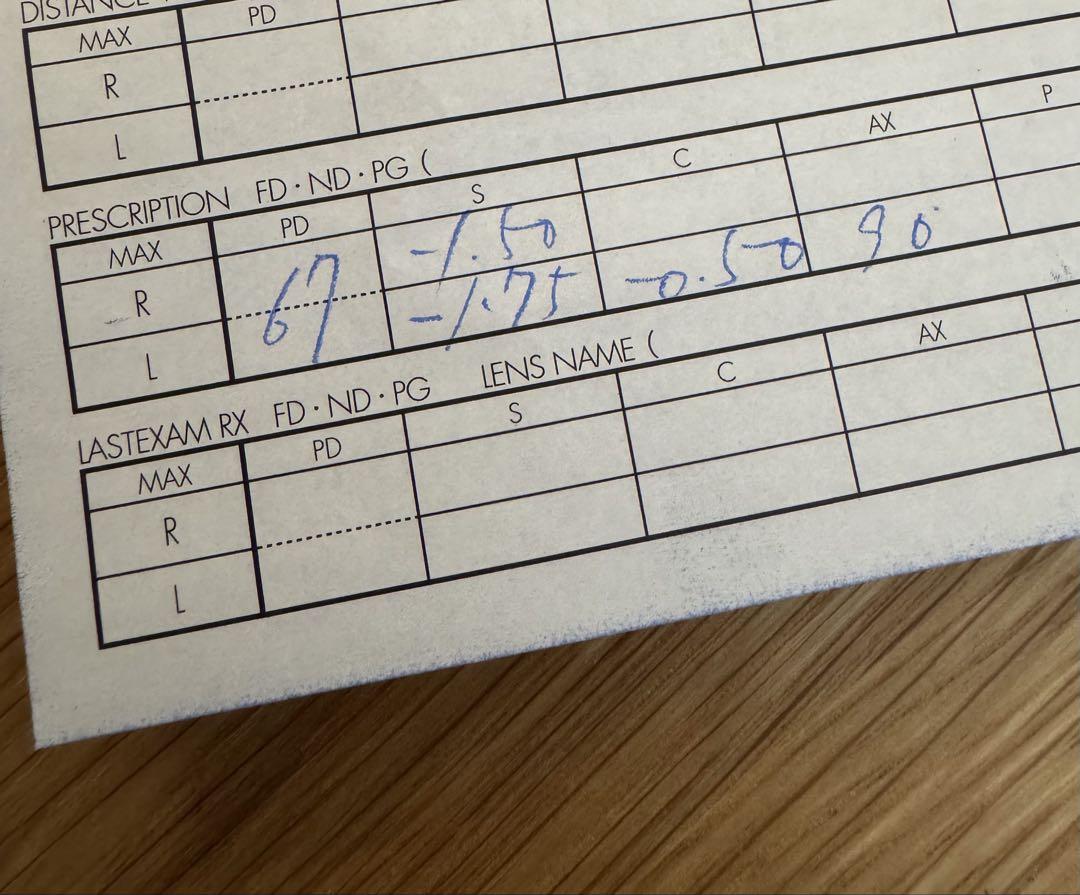 DISTANCE
MAX PD
R
L
PRESCRIPTION FD·ND·PG (
MAX PD S C AX P
R 67 -1.50
L -1.75 -0.50 90
LASTEXAM RX FD·ND·PG LENS NAME (
MAX PD S C AX
R
L